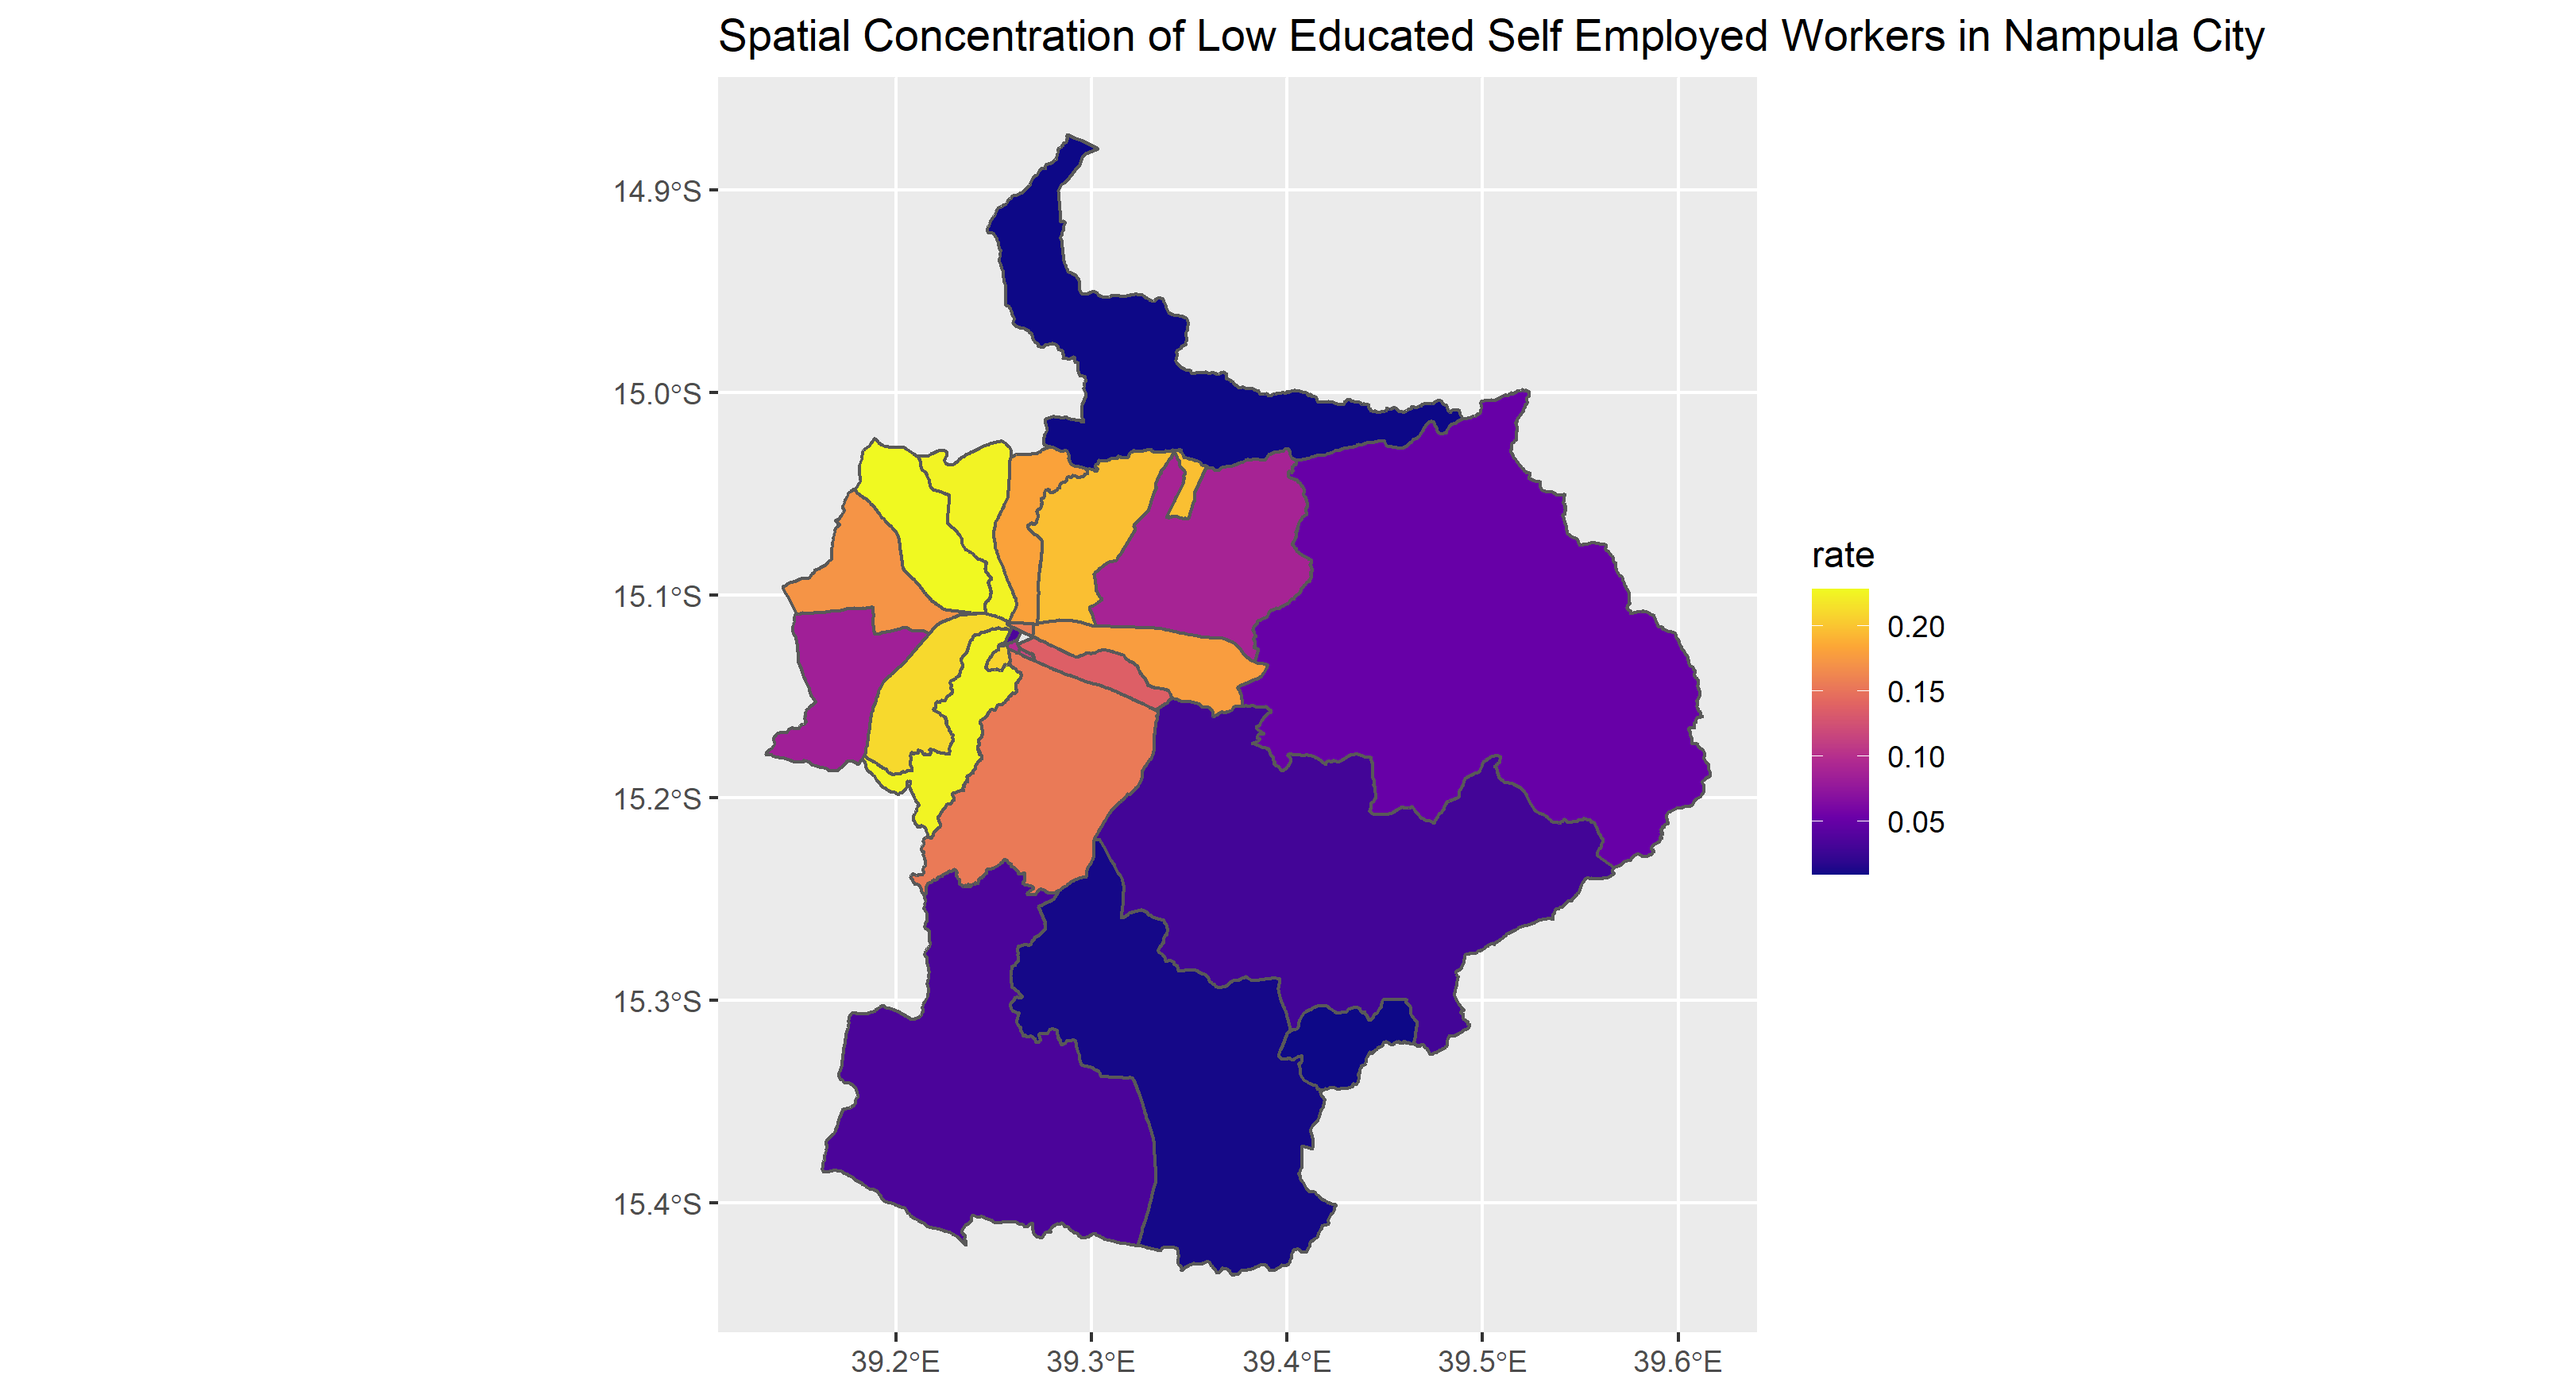 Spatial Concentration of Low Educated Self Employed Workers in Nampula City
14.9°S
15.0°S
15.1°S
15.2°S
15.3°S
15.4°S
39.2°E
39.3°E
39.4°E
39.5°E
39.6°E
rate
0.20
0.15
0.10
0.05